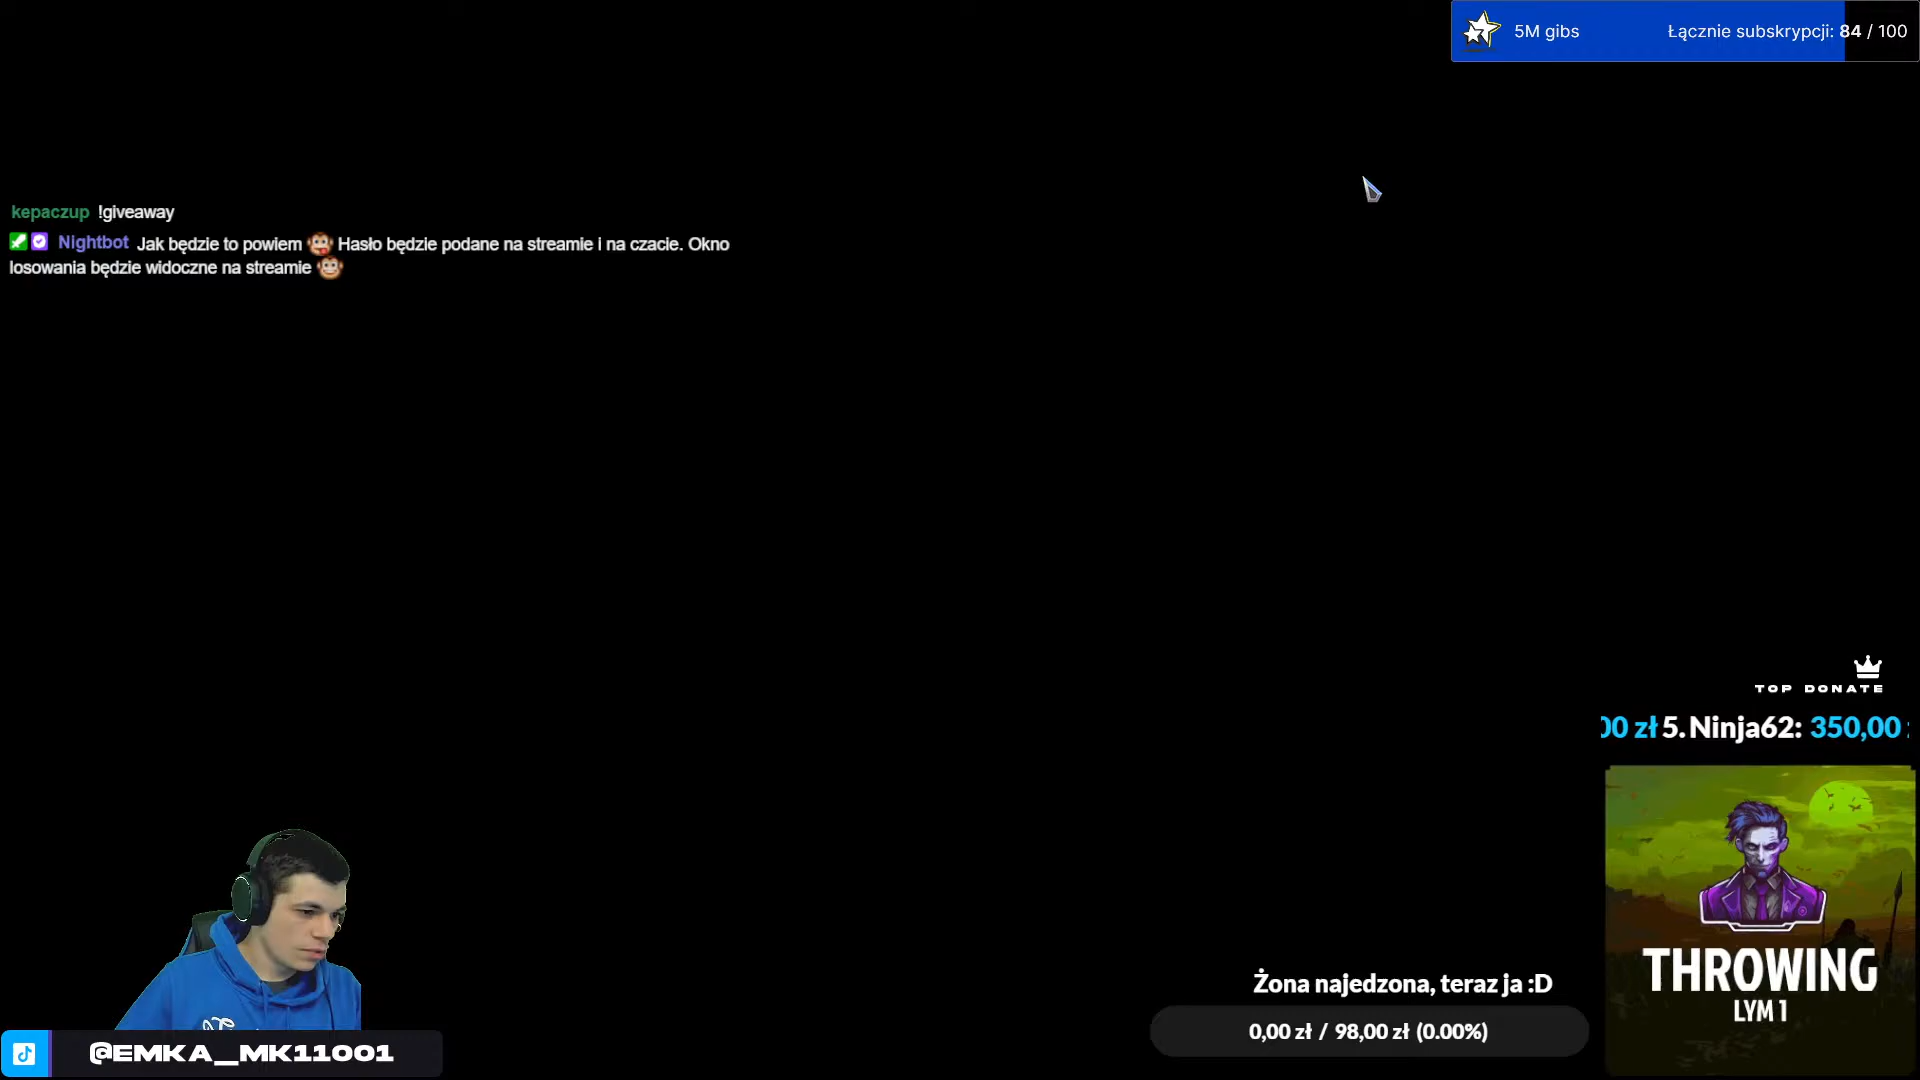 5M gibs
Łącznie subskrypcji: 84 / 100
kepaczup !giveaway
Nightbot Jak będzie to powiem Hasło będzie podane na streamie i na czacie. Okno
losowania będzie widoczne na streamie
TOP DONATE
00 zł 5. Ninja62: 350,00
THROWING
LYM 1
Żona najedzona, teraz ja :D
0,00 zł / 98,00 zł (0.00%)
@EMKA_MK11001